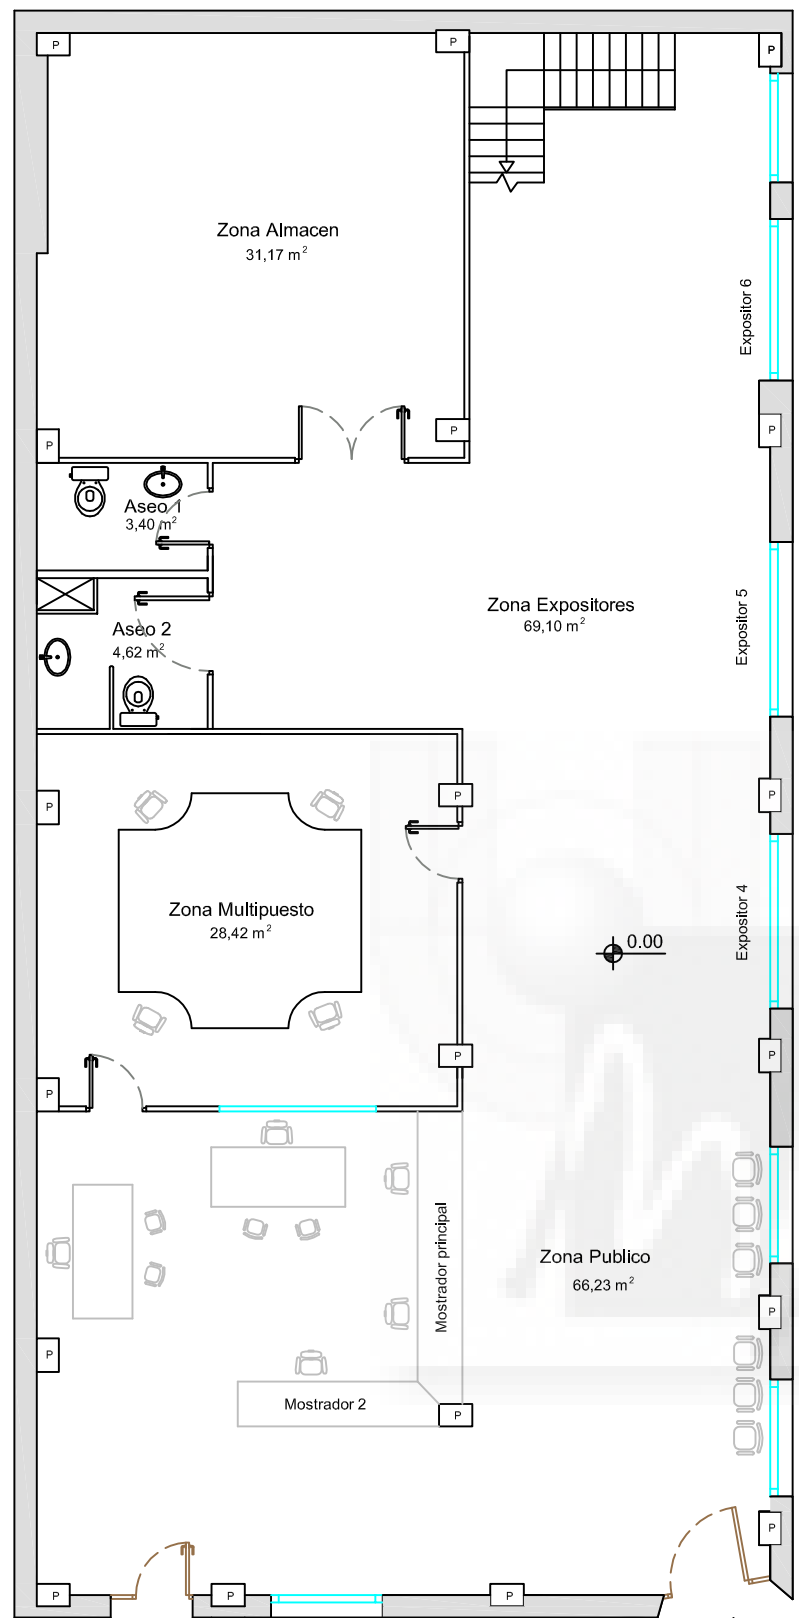 P
P
P
Zona Almacen
31,17 m²
Expositor 6
P
P
P
Aseo 1
3,40 m²
Zona Expositores
69,10 m²
Expositor 5
Aseo 2
4,62 m²
P
P
P
Zona Multipuesto
28,42 m²
Expositor 4
0.00
P
P
P
Mostrador principal
Zona Publico
66,23 m²
P
P
Mostrador 2
P
P
P
P
P